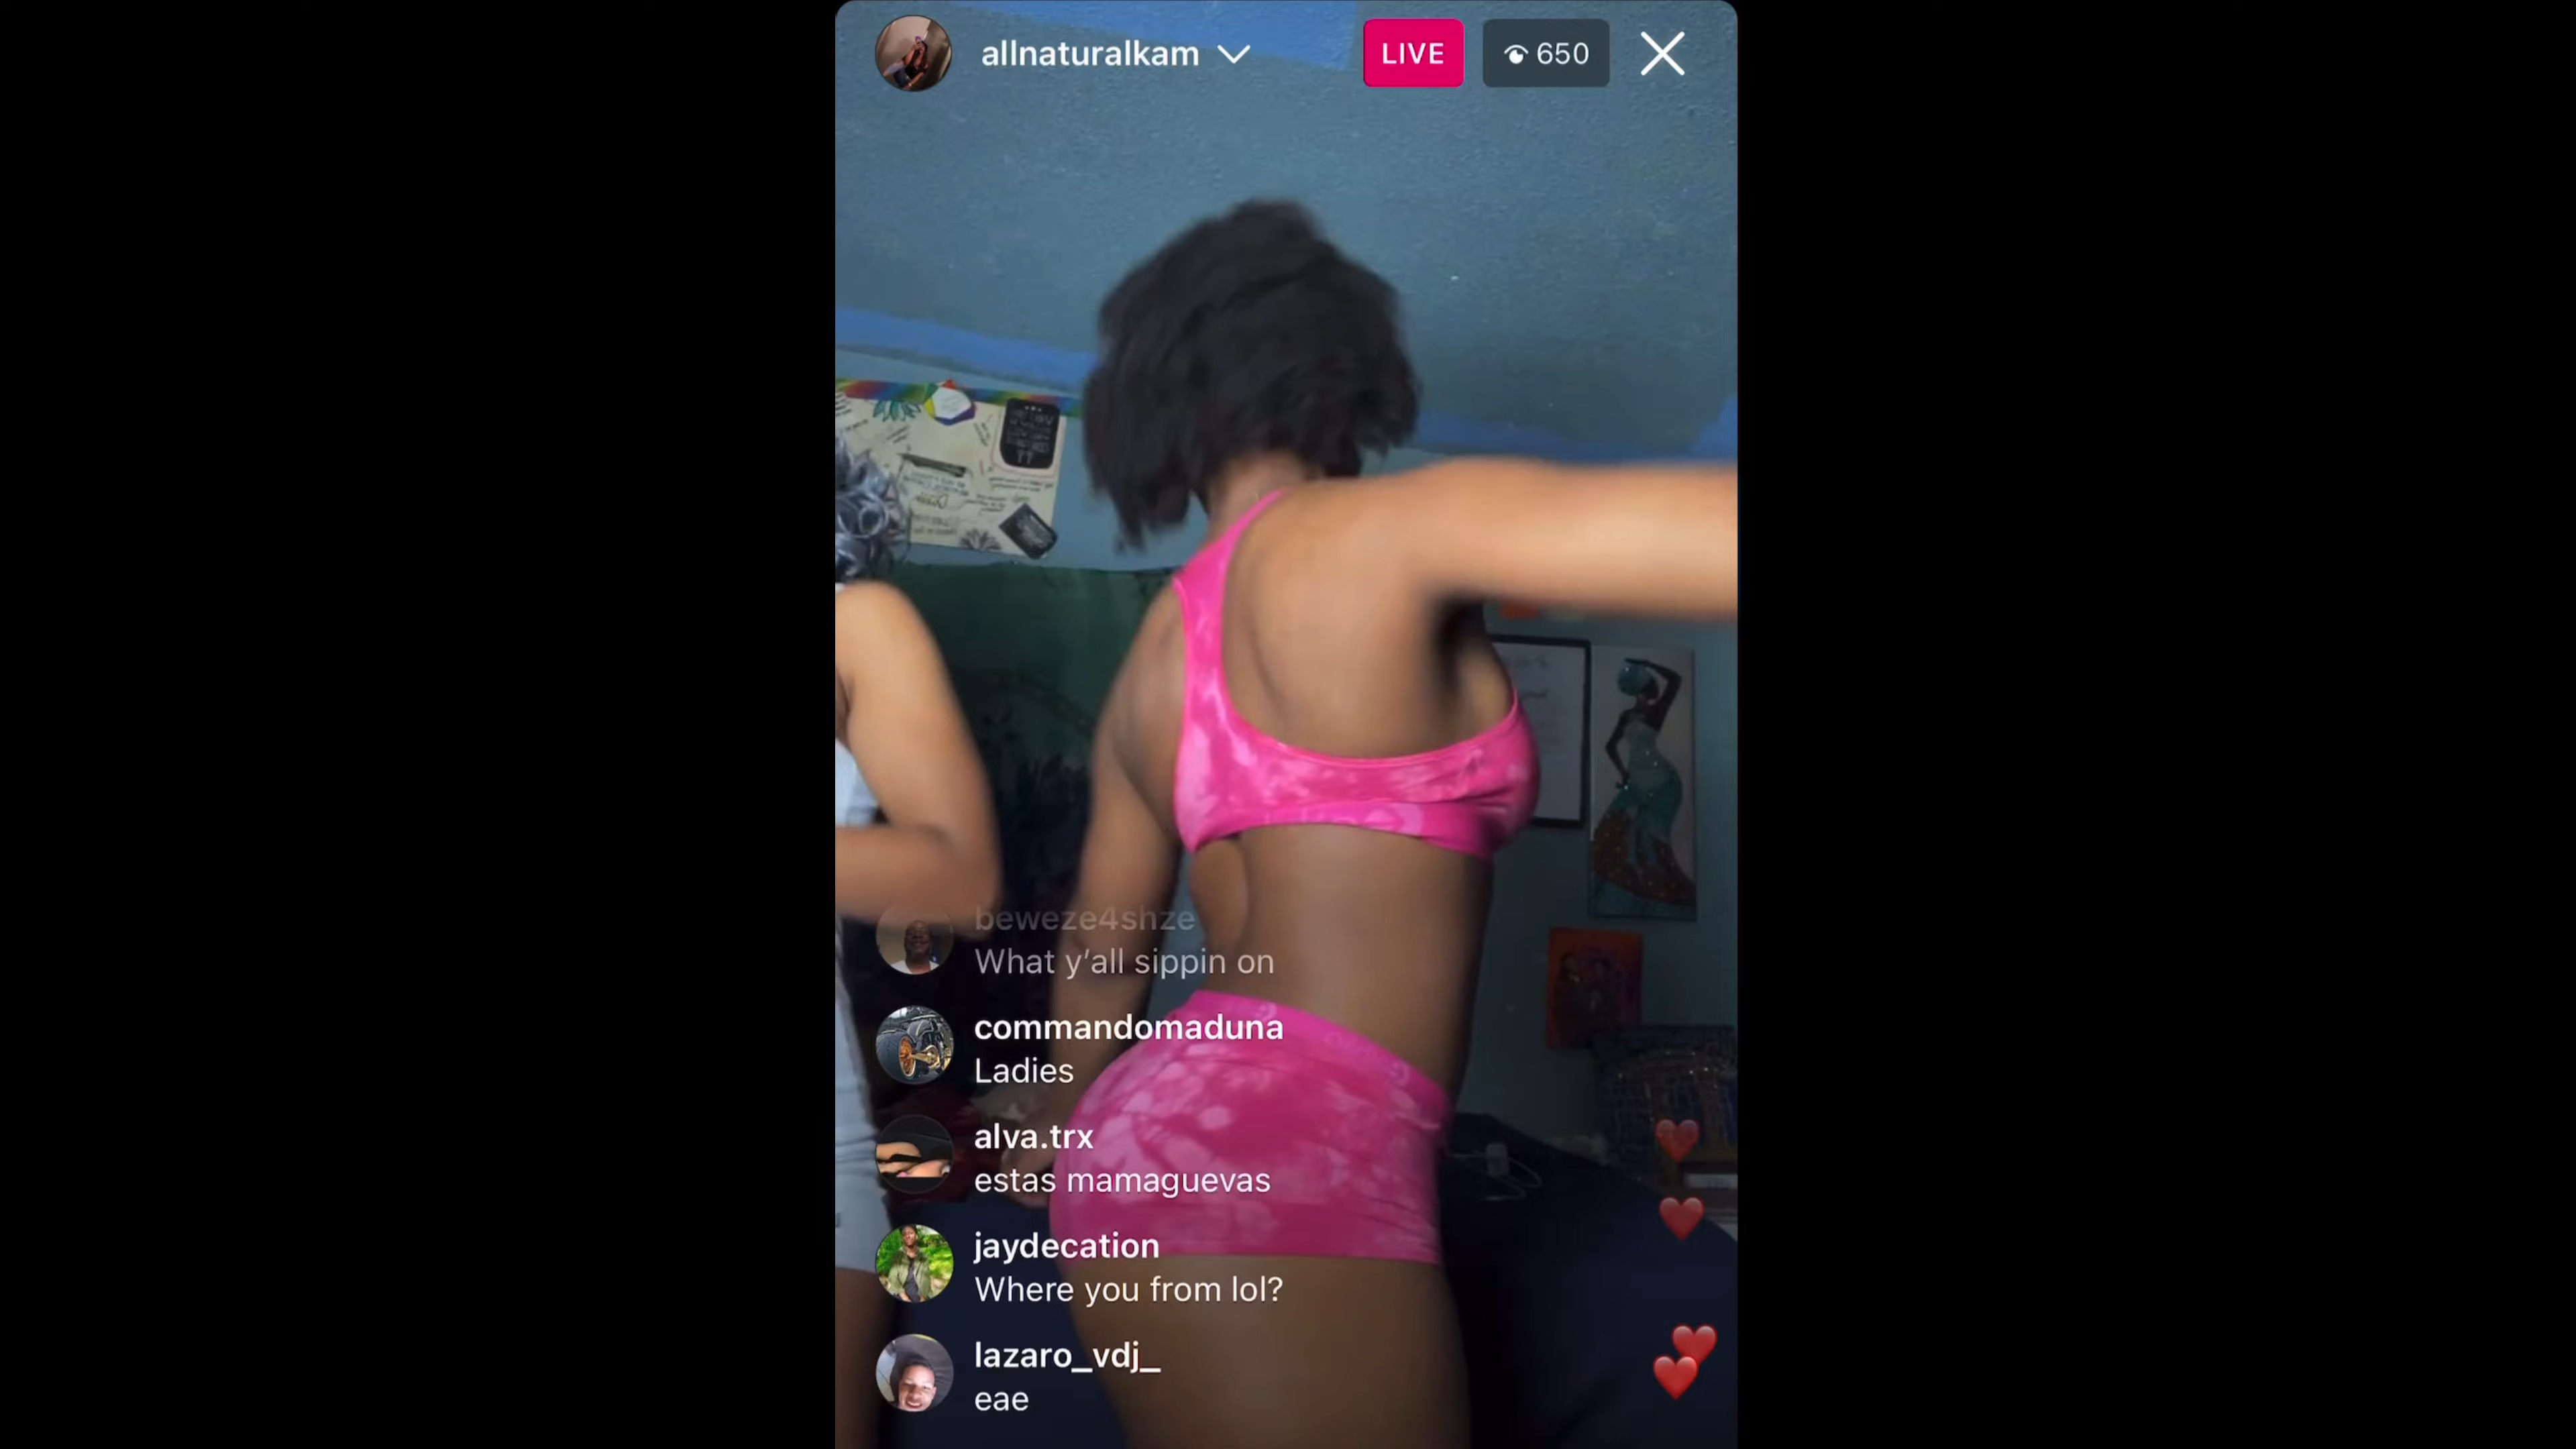 allnaturalkam
LIVE
650
beweze4shze
What y'all sippin on
commandomaduna
Ladies
alva.trx
estas mamaguevas
jaydecation
Where you from lol?
lazaro_vdj_
eae